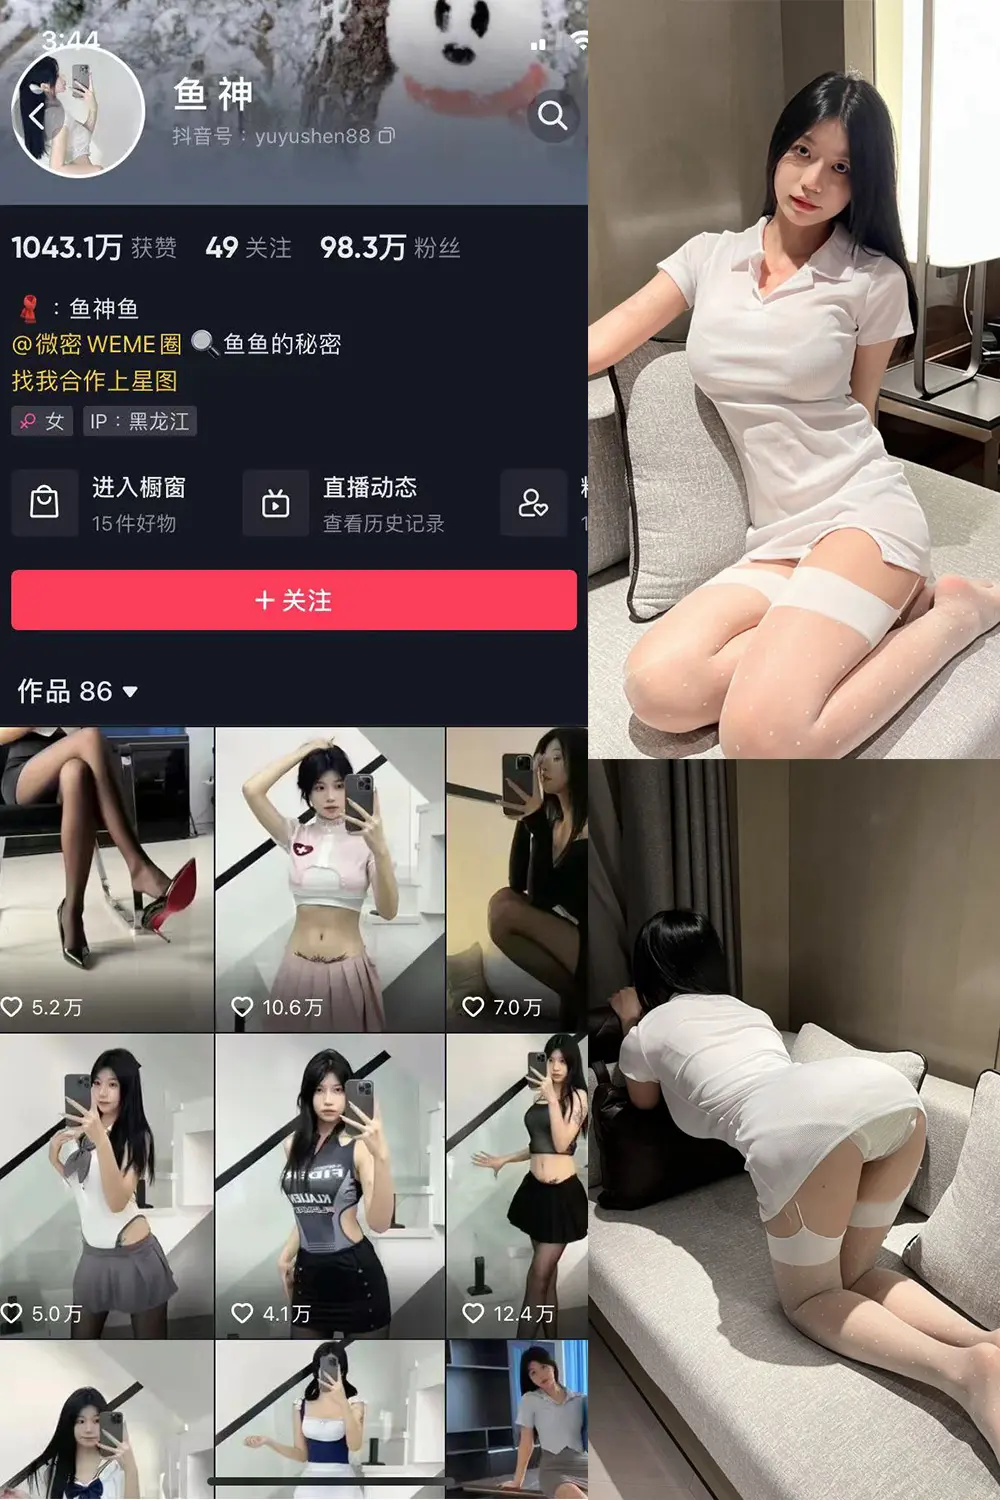 3:44
鱼神
抖音号：yuyushen88
1043.1万 获赞 49 关注 98.3万 粉丝
：鱼神鱼
@微密WEME圈 鱼鱼的秘密
找我合作上星图
女 IP：黑龙江
进入橱窗
15件好物
直播动态
查看历史记录
+ 关注
作品 86
5.2万
10.6万
7.0万
5.0万
4.1万
12.4万